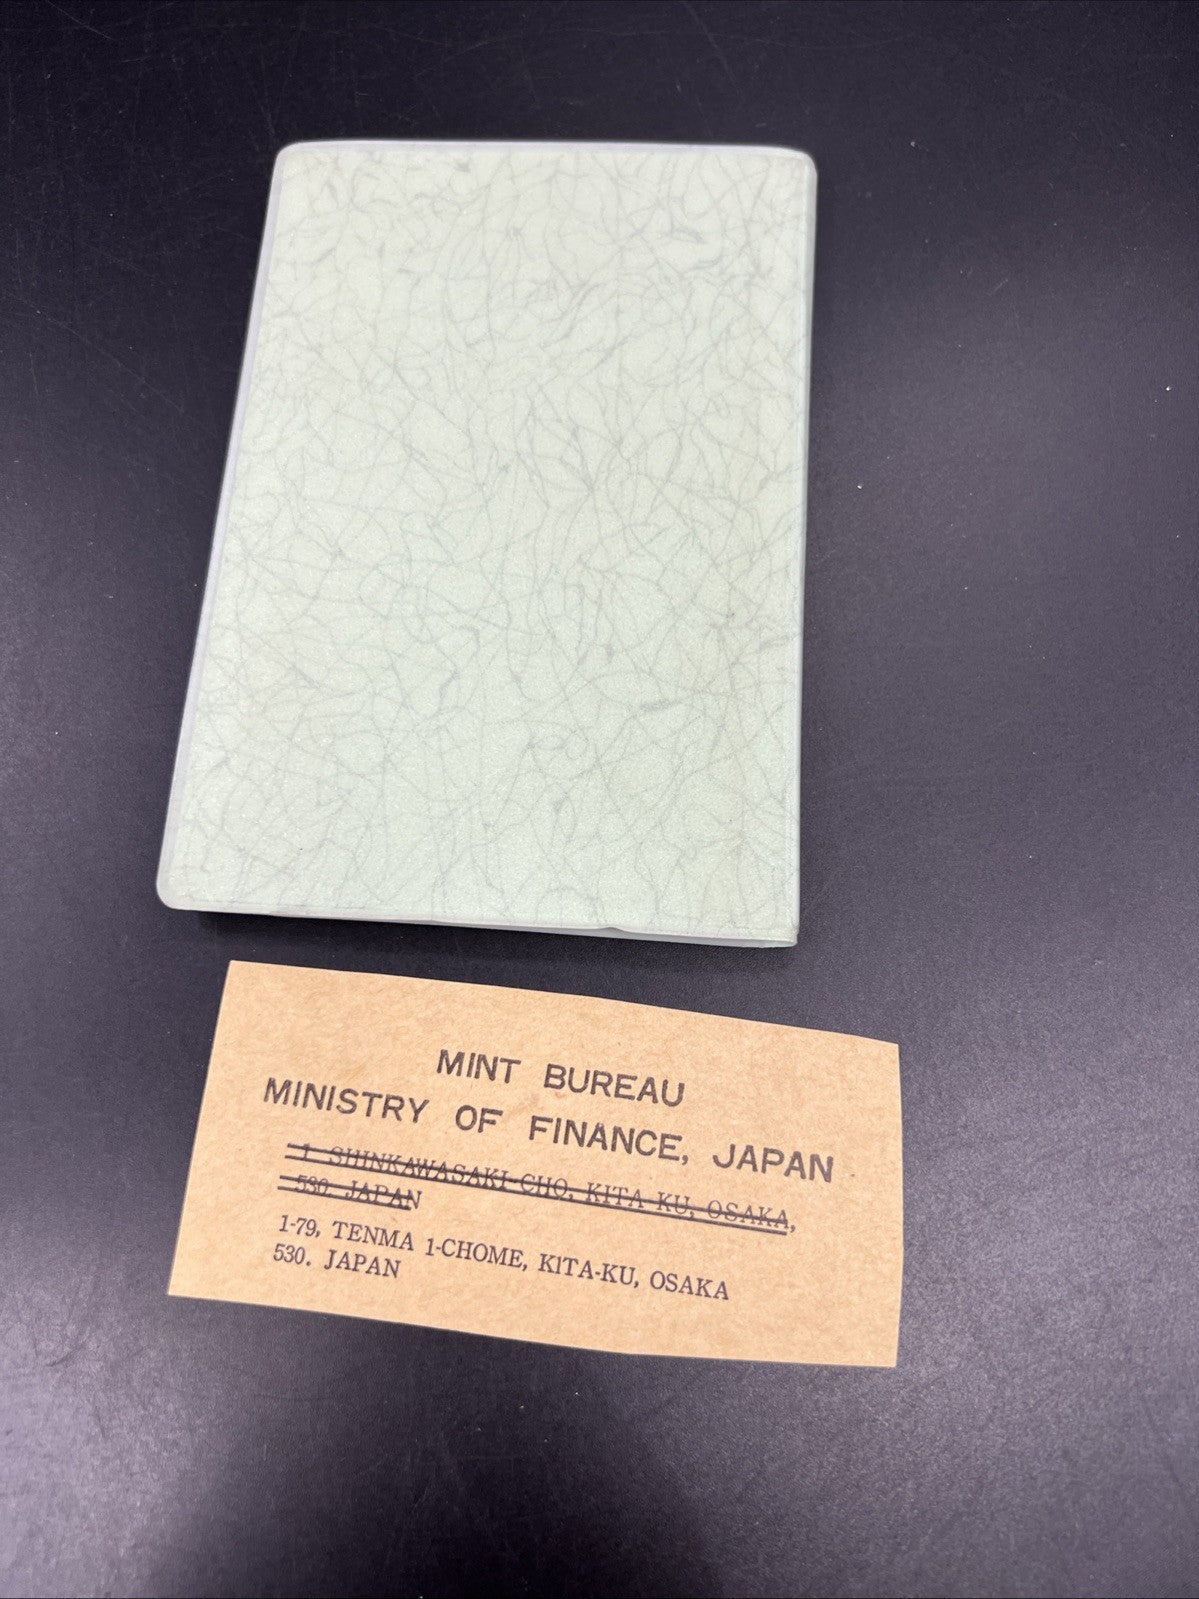 MINT BUREAU
MINISTRY OF FINANCE, JAPAN
1 SHINKAWASAKI-CHO, KITA-KU, OSAKA,
530. JAPAN
1-79, TENMA 1-CHOME, KITA-KU, OSAKA
530. JAPAN